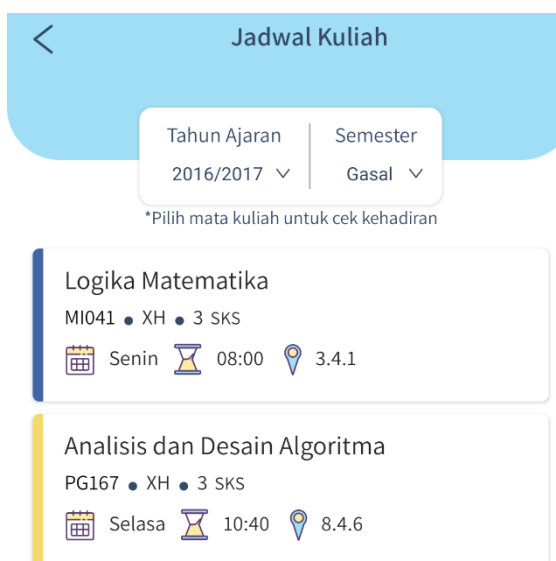 Jadwal Kuliah
Tahun Ajaran Semester
2016/2017 Gasal
*Pilih mata kuliah untuk cek kehadiran
Logika Matematika
MI041 • XH • 3 SKS
Senin 08:00 3.4.1
Analisis dan Desain Algoritma
PG167 • XH • 3 SKS
Selasa 10:40 8.4.6